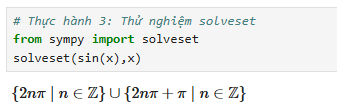 # Thực hành 3: Thử nghiệm solveset
from sympy import solveset
solveset(sin(x),x)
{2nπ | n ∈ ℤ} ∪ {2nπ + π | n ∈ ℤ}